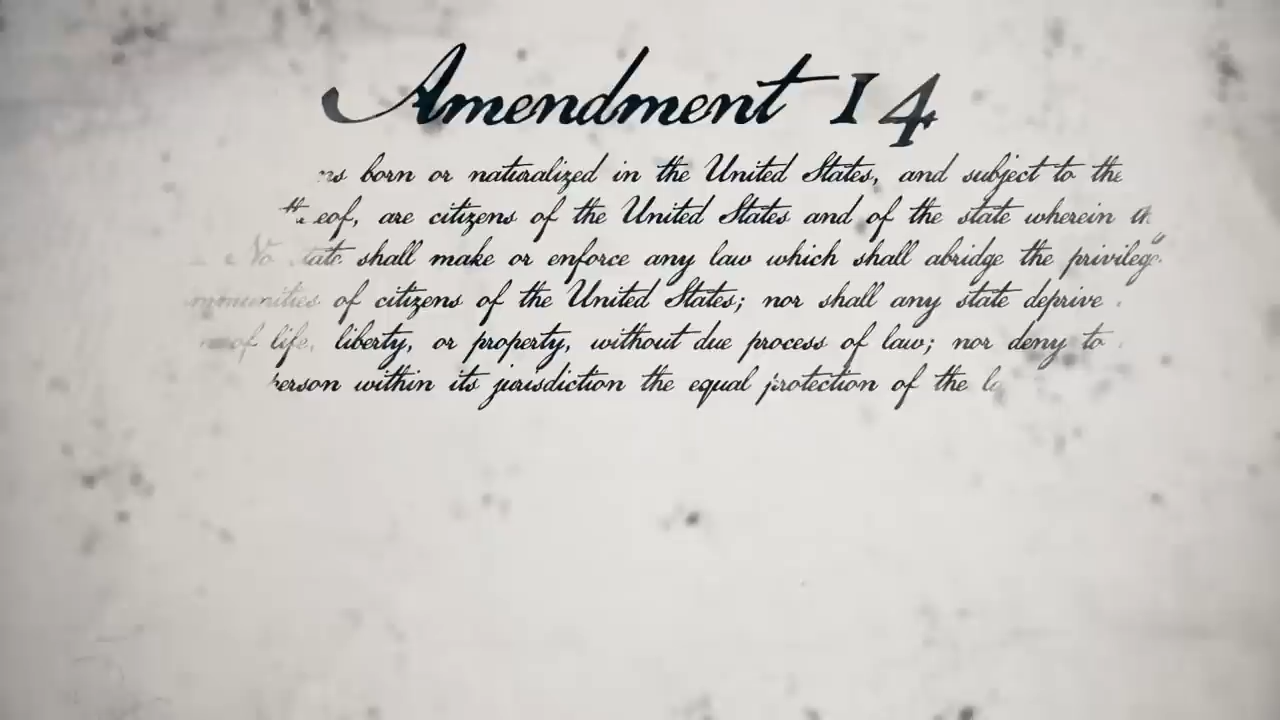 Amendment 14
born or naturalized in the United States, and subject to the
are citizens of the United States and of the state wherein
No state shall make or enforce any law which shall abridge the
of citizens of the United States; nor shall any state deprive
of life, liberty, or property, without due process of law; nor deny to
person within its jurisdiction the equal protection of the